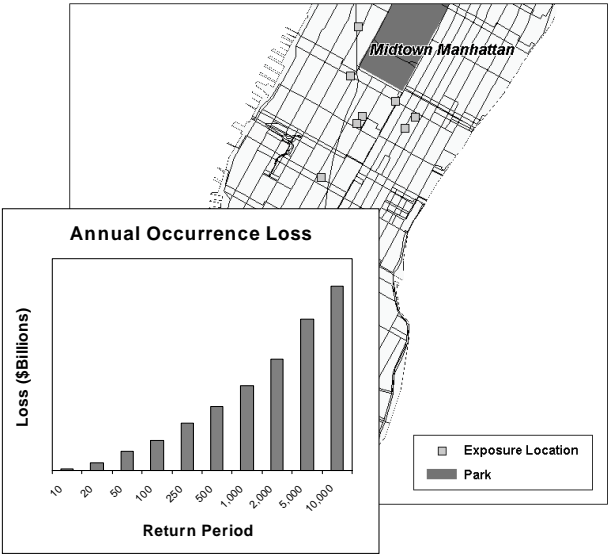 Midtown Manhattan
Annual Occurrence Loss
Loss ($Billions)
10
20
50
100
250
500
1,000
2,000
5,000
10,000
Return Period
Exposure Location
Park